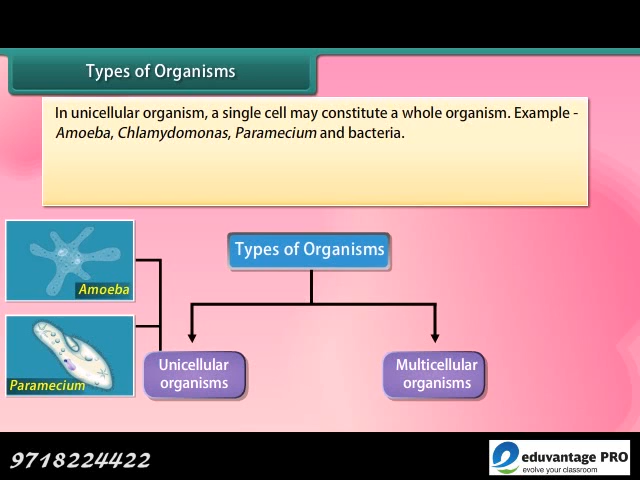 Types of Organisms
In unicellular organism, a single cell may constitute a whole organism. Example -
Amoeba, Chlamydomonas, Paramecium and bacteria.
Types of Organisms
Amoeba
Paramecium
Unicellular
organisms
Multicellular
organisms
9718224422
eduvantage PRO
evolve your classroom